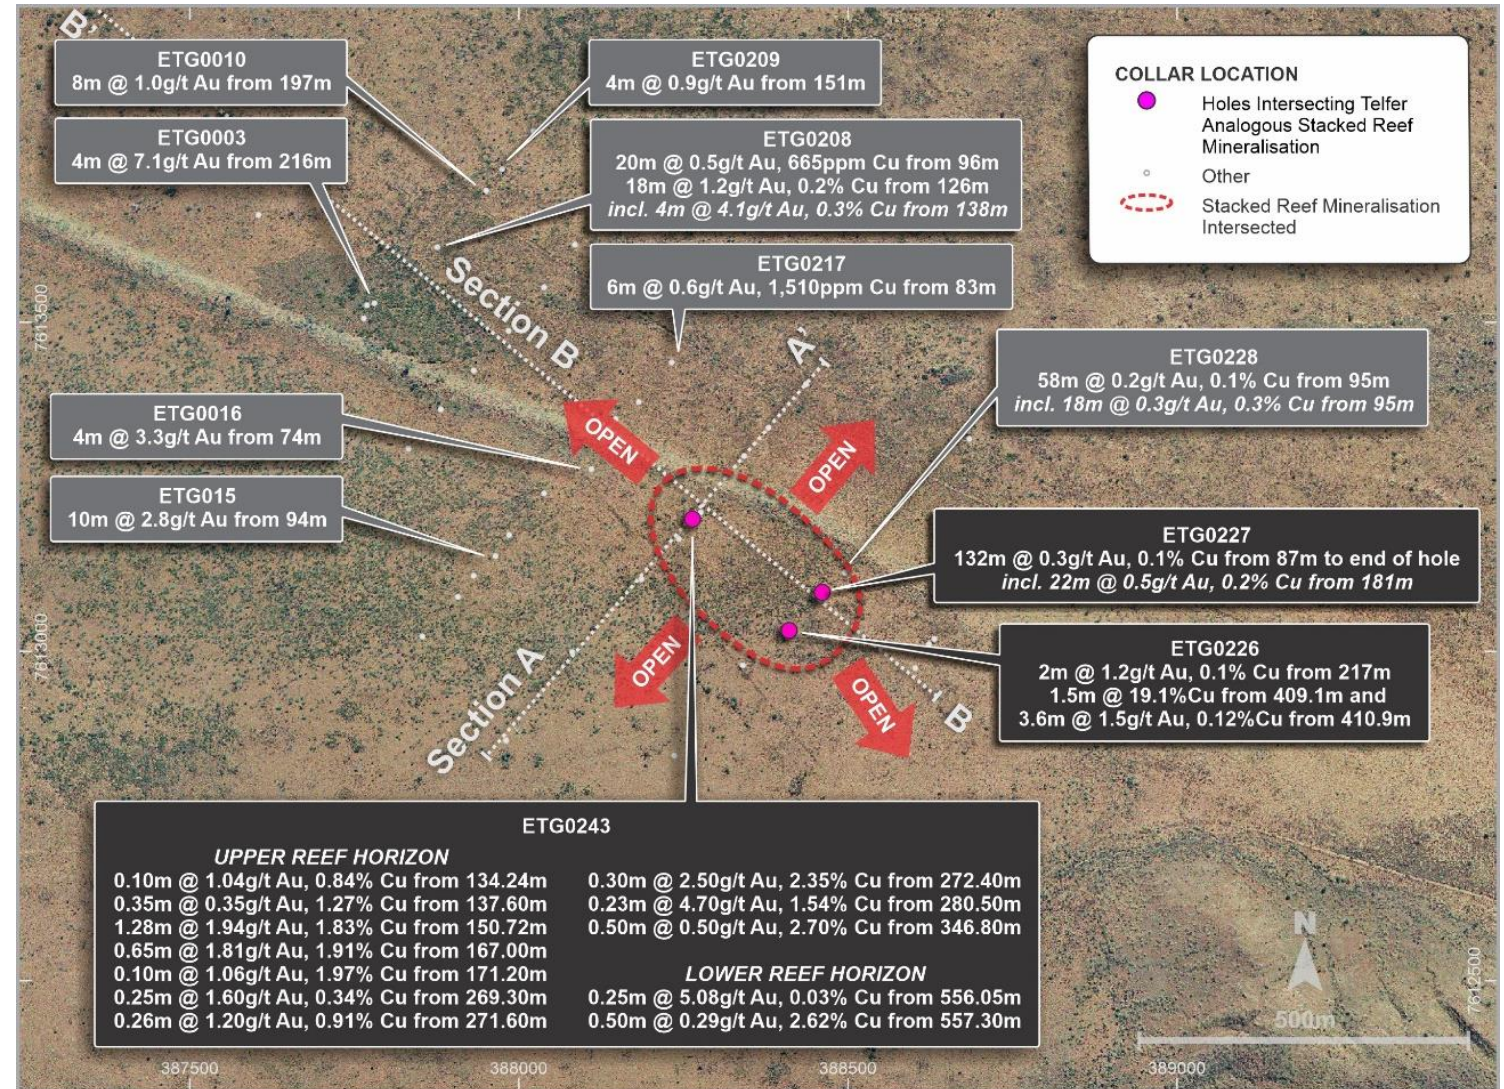 B'
ETG0010
8m @ 1.0g/t Au from 197m
ETG0209
4m @ 0.9g/t Au from 151m
ETG0003
4m @ 7.1g/t Au from 216m
ETG0208
20m @ 0.5g/t Au, 665ppm Cu from 96m
18m @ 1.2g/t Au, 0.2% Cu from 126m
incl. 4m @ 4.1g/t Au, 0.3% Cu from 138m
COLLAR LOCATION
Holes Intersecting Telfer
Analogous Stacked Reef
Mineralisation
Other
Stacked Reef Mineralisation
Intersected
ETG0217
6m @ 0.6g/t Au, 1,510ppm Cu from 83m
Section B
A'
7613500
ETG0228
58m @ 0.2g/t Au, 0.1% Cu from 95m
incl. 18m @ 0.3g/t Au, 0.3% Cu from 95m
ETG0016
4m @ 3.3g/t Au from 74m
OPEN
OPEN
ETG015
10m @ 2.8g/t Au from 94m
ETG0227
132m @ 0.3g/t Au, 0.1% Cu from 87m to end of hole
incl. 22m @ 0.5g/t Au, 0.2% Cu from 181m
7613000
OPEN
OPEN
ETG0226
2m @ 1.2g/t Au, 0.1% Cu from 217m
1.5m @ 19.1%Cu from 409.1m and
3.6m @ 1.5g/t Au, 0.12%Cu from 410.9m
Section A
B
ETG0243
UPPER REEF HORIZON
0.10m @ 1.04g/t Au, 0.84% Cu from 134.24m
0.35m @ 0.35g/t Au, 1.27% Cu from 137.60m
1.28m @ 1.94g/t Au, 1.83% Cu from 150.72m
0.65m @ 1.81g/t Au, 1.91% Cu from 167.00m
0.10m @ 1.06g/t Au, 1.97% Cu from 171.20m
0.25m @ 1.60g/t Au, 0.34% Cu from 269.30m
0.26m @ 1.20g/t Au, 0.91% Cu from 271.60m
0.30m @ 2.50g/t Au, 2.35% Cu from 272.40m
0.23m @ 4.70g/t Au, 1.54% Cu from 280.50m
0.50m @ 0.50g/t Au, 2.70% Cu from 346.80m
LOWER REEF HORIZON
0.25m @ 5.08g/t Au, 0.03% Cu from 556.05m
0.50m @ 0.29g/t Au, 2.62% Cu from 557.30m
N
500m
7612500
387500
388000
388500
389000